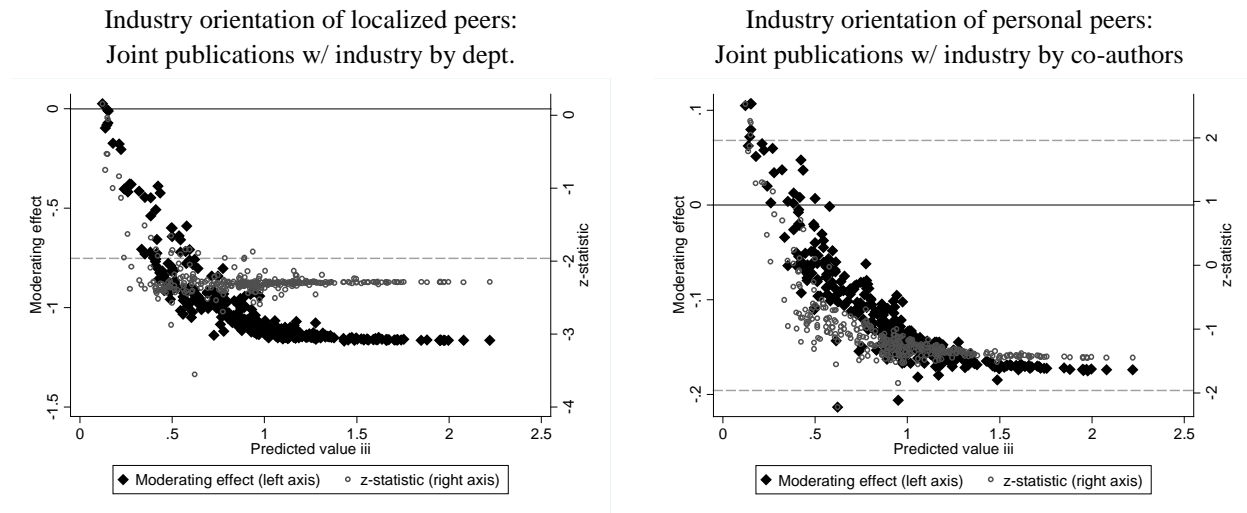 Industry orientation of localized peers:
Joint publications w/ industry by dept.
Moderating effect
0
-.5
-1
-1.5
0
-1
-2
-3
-4
z-statistic
0
.5
1
1.5
2
2.5
Predicted value iii
Moderating effect (left axis)
z-statistic (right axis)
Industry orientation of personal peers:
Joint publications w/ industry by co-authors
Moderating effect
.1
0
-.1
-.2
2
1
0
-1
-2
z-statistic
0
.5
1
1.5
2
2.5
Predicted value iii
Moderating effect (left axis)
z-statistic (right axis)